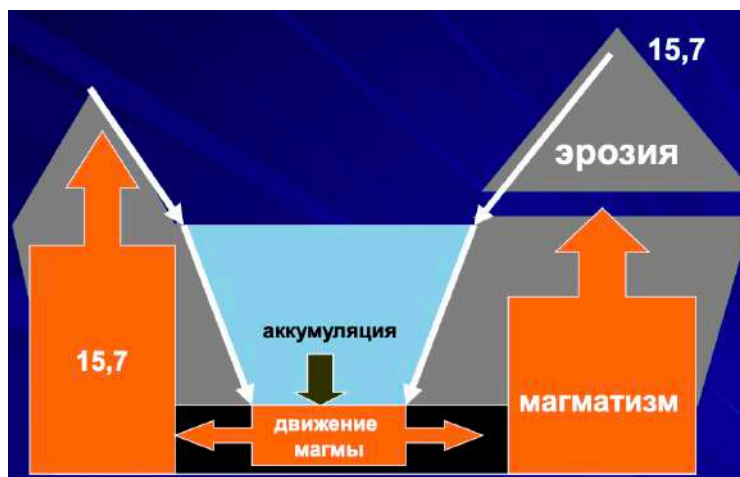 15,7
эрозия
аккумуляция
15,7
магматизм
движение
магмы